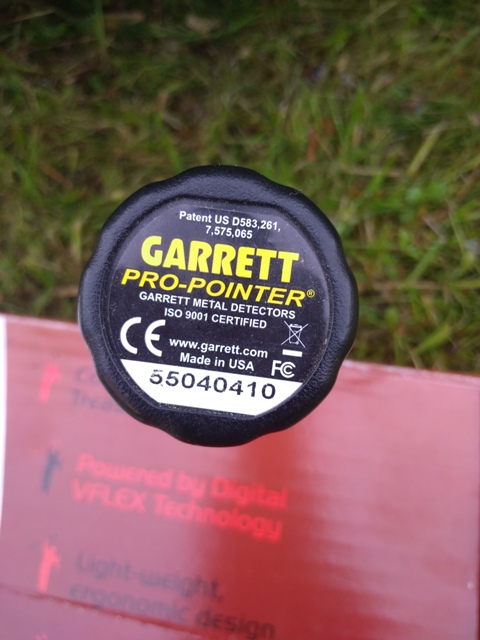 Patent US D583,261,
7,575,065
GARRETT
PRO-POINTER®
GARRETT METAL DETECTORS
ISO 9001 CERTIFIED
CE
www.garrett.com
Made in USA
FC
55040410
Powered by Digital
VFLEX Technology
Light-weight,
ergonomic design